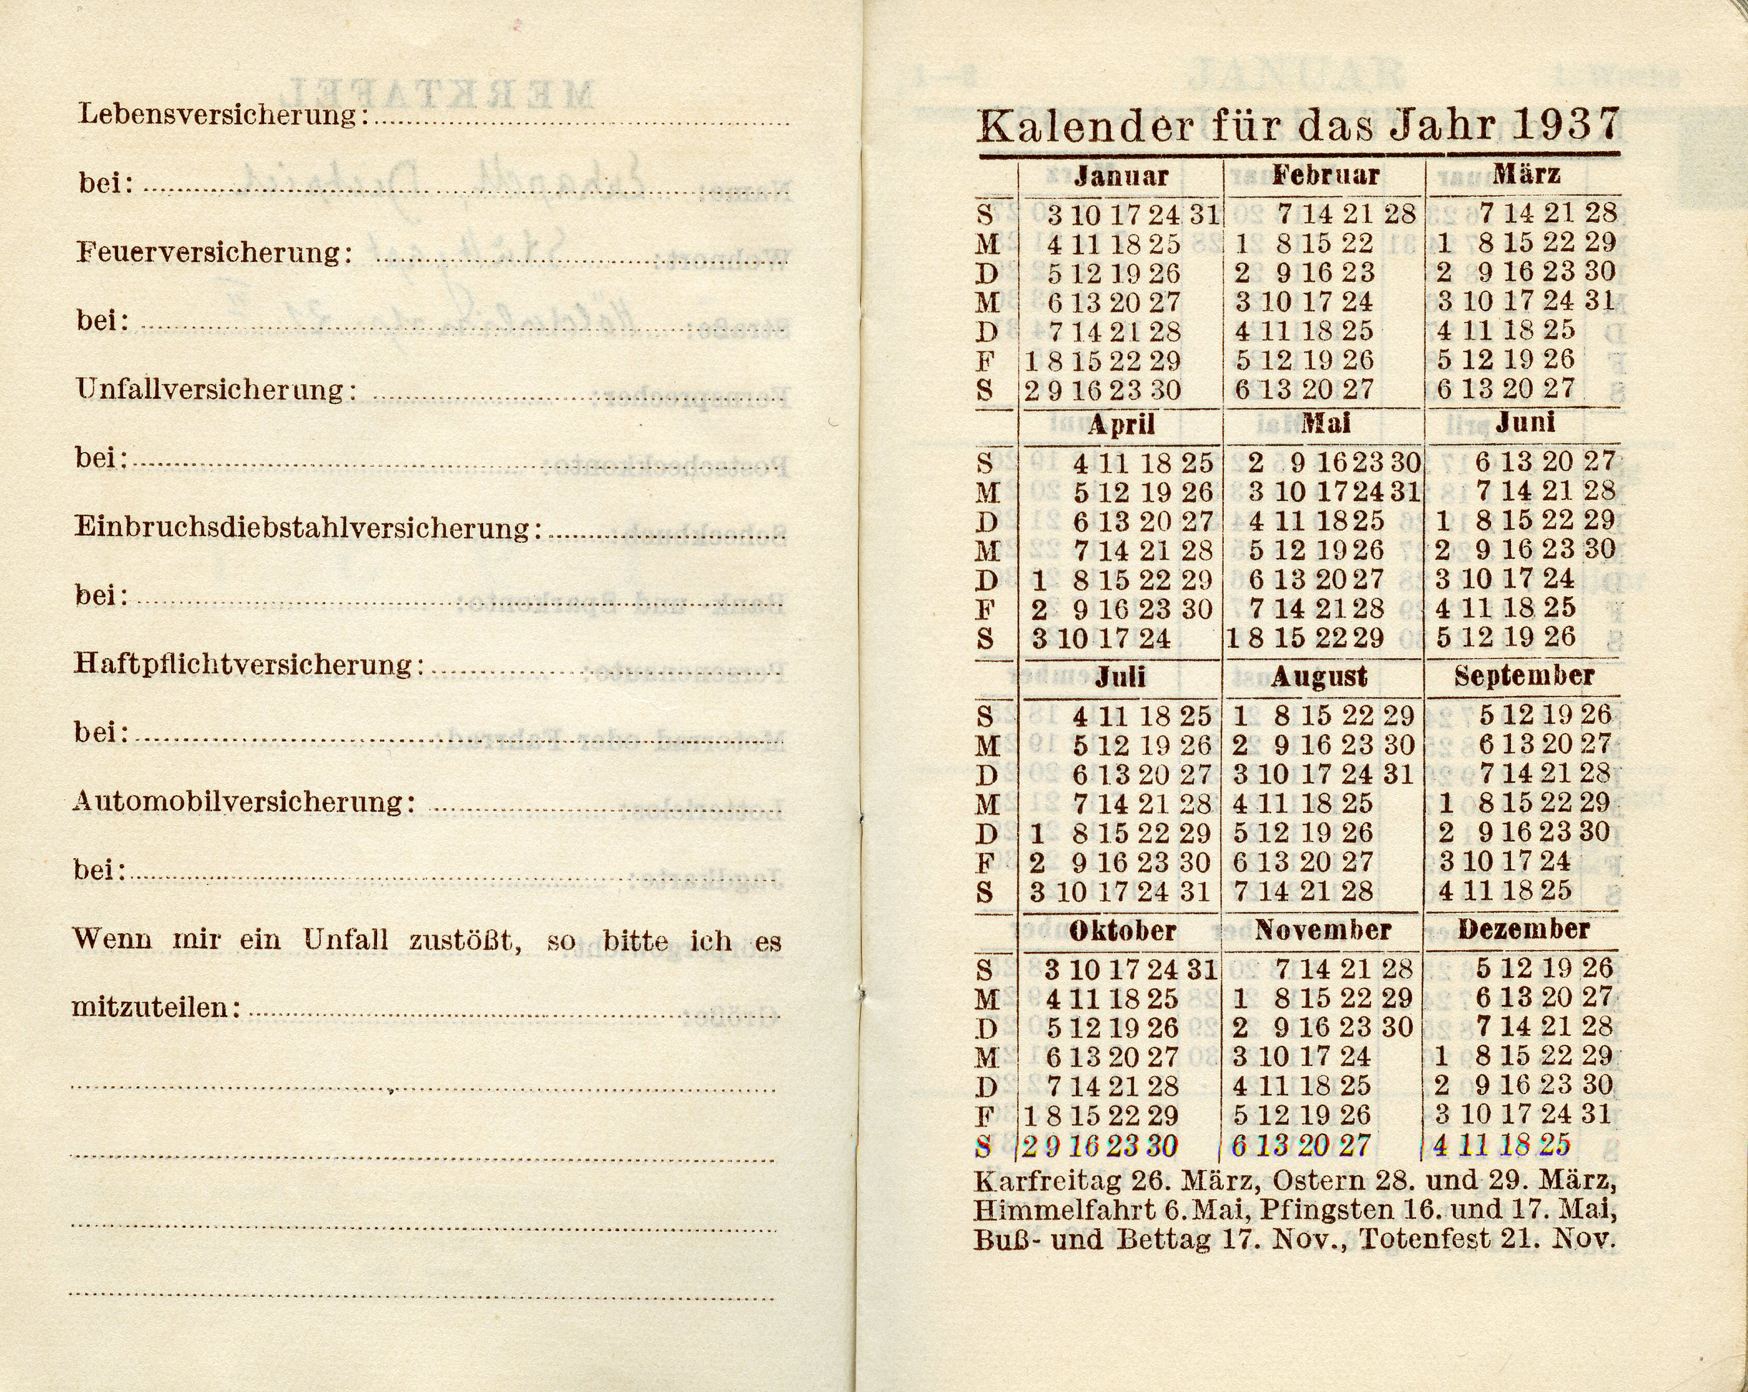 Lebensversicherung:
bei:
Feuerversicherung:
bei:
Unfallversicherung:
bei:
Einbruchsdiebstahlversicherung:
bei:
Haftpflichtversicherung:
bei:
Automobilversicherung:
bei:
Wenn mir ein Unfall zustößt, so bitte ich es
mitzuteilen:
Kalender für das Jahr 1937
Januar Februar März
S 3 10 17 24 31 7 14 21 28 7 14 21 28
M 4 11 18 25 1 8 15 22 1 8 15 22 29
D 5 12 19 26 2 9 16 23 2 9 16 23 30
M 6 13 20 27 3 10 17 24 3 10 17 24 31
D 7 14 21 28 4 11 18 25 4 11 18 25
F 1 8 15 22 29 5 12 19 26 5 12 19 26
S 2 9 16 23 30 6 13 20 27 6 13 20 27
April Mai Juni
S 4 11 18 25 2 9 16 23 30 6 13 20 27
M 5 12 19 26 3 10 17 24 31 7 14 21 28
D 6 13 20 27 4 11 18 25 1 8 15 22 29
M 7 14 21 28 5 12 19 26 2 9 16 23 30
D 1 8 15 22 29 6 13 20 27 3 10 17 24
F 2 9 16 23 30 7 14 21 28 4 11 18 25
S 3 10 17 24 1 8 15 22 29 5 12 19 26
Juli August September
S 4 11 18 25 1 8 15 22 29 5 12 19 26
M 5 12 19 26 2 9 16 23 30 6 13 20 27
D 6 13 20 27 3 10 17 24 31 7 14 21 28
M 7 14 21 28 4 11 18 25 1 8 15 22 29
D 1 8 15 22 29 5 12 19 26 2 9 16 23 30
F 2 9 16 23 30 6 13 20 27 3 10 17 24
S 3 10 17 24 31 7 14 21 28 4 11 18 25
Oktober November Dezember
S 3 10 17 24 31 7 14 21 28 5 12 19 26
M 4 11 18 25 1 8 15 22 29 6 13 20 27
D 5 12 19 26 2 9 16 23 30 7 14 21 28
M 6 13 20 27 3 10 17 24 1 8 15 22 29
D 7 14 21 28 4 11 18 25 2 9 16 23 30
F 1 8 15 22 29 5 12 19 26 3 10 17 24 31
S 2 9 16 23 30 6 13 20 27 4 11 18 25
Karfreitag 26. März, Ostern 28. und 29. März,
Himmelfahrt 6. Mai, Pfingsten 16. und 17. Mai,
Buß- und Bettag 17. Nov., Totenfest 21. Nov.